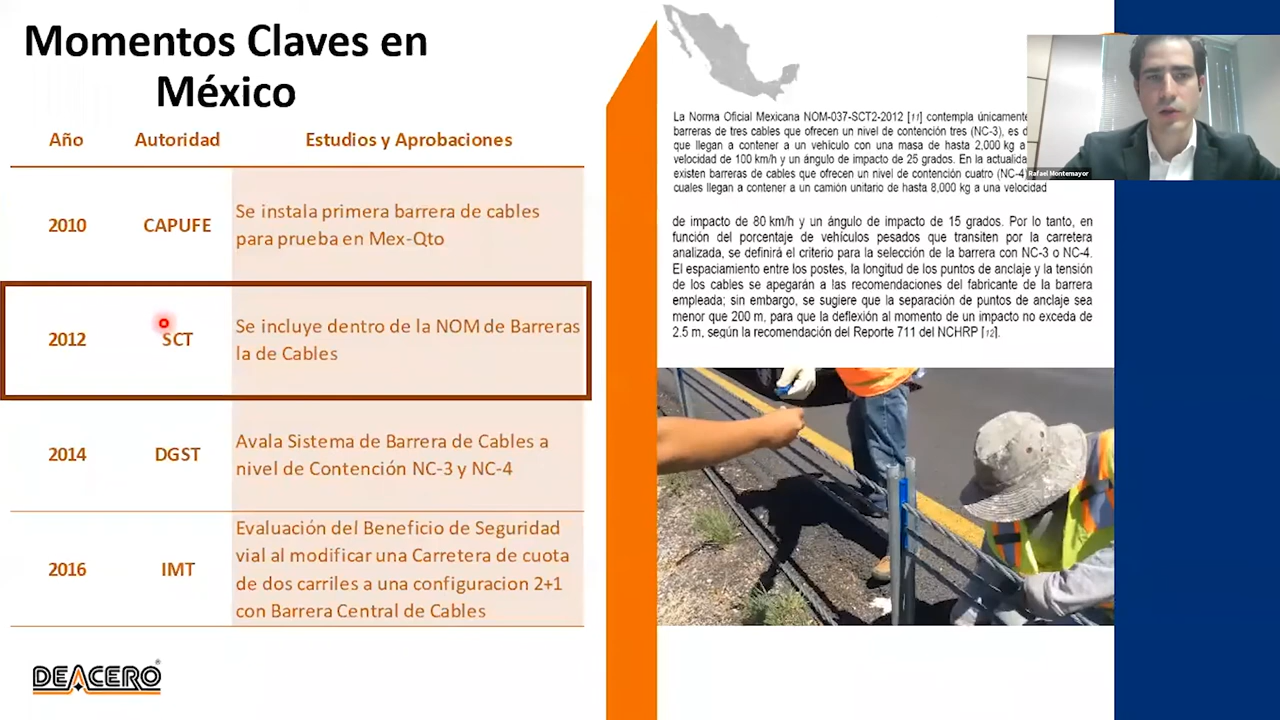 Momentos Claves en
México
Año Autoridad Estudios y Aprobaciones
2010 CAPUFE Se instala primera barrera de cables
para prueba en Mex-Qto
2012 SCT Se incluye dentro de la NOM de Barreras
la de Cables
2014 DGST Avala Sistema de Barrera de Cables a
nivel de Contención NC-3 y NC-4
2016 IMT Evaluación del Beneficio de Seguridad
vial al modificar una Carretera de cuota
de dos carriles a una configuracion 2+1
con Barrera Central de Cables
DEACERO
La Norma Oficial Mexicana NOM-037-SCT2-2012 [11] contempla únicamente
barreras de tres cables que ofrecen un nivel de contención tres (NC-3), es
que llegan a contener a un vehículo con una masa de hasta 2,000 kg a
velocidad de 100 km/h y un ángulo de impacto de 25 grados. En la
existen barreras de cables que ofrecen un nivel de contención cuatro (NC-4)
cuales llegan a contener a un camión unitario de hasta 8,000 kg a una velocidad
de impacto de 80 km/h y un ángulo de impacto de 15 grados. Por lo tanto, en
función del porcentaje de vehículos pesados que transiten por la carretera
analizada, se definirá el criterio para la selección de la barrera con NC-3 o NC-4.
El espaciamiento entre los postes, la longitud de los puntos de anclaje y la tensión
de los cables se apegarán a las recomendaciones del fabricante de la barrera
empleada; sin embargo, se sugiere que la separación de puntos de anclaje sea
menor que 200 m, para que la deflexión al momento de un impacto no exceda de
2.5 m, según la recomendación del Reporte 711 del NCHRP [12].
Rafael Montemayor